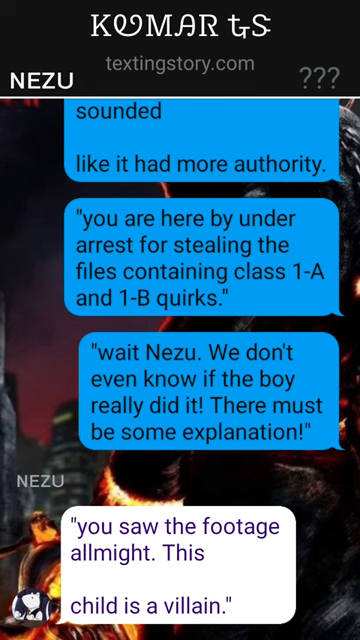 KUMAR TS
textingstory.com
NEZU
???
sounded
like it had more authority.
"you are here by under
arrest for stealing the
files containing class 1-A
and 1-B quirks."
"wait Nezu. We don't
even know if the boy
really did it! There must
be some explanation!"
NEZU
"you saw the footage
allmight. This
child is a villain."